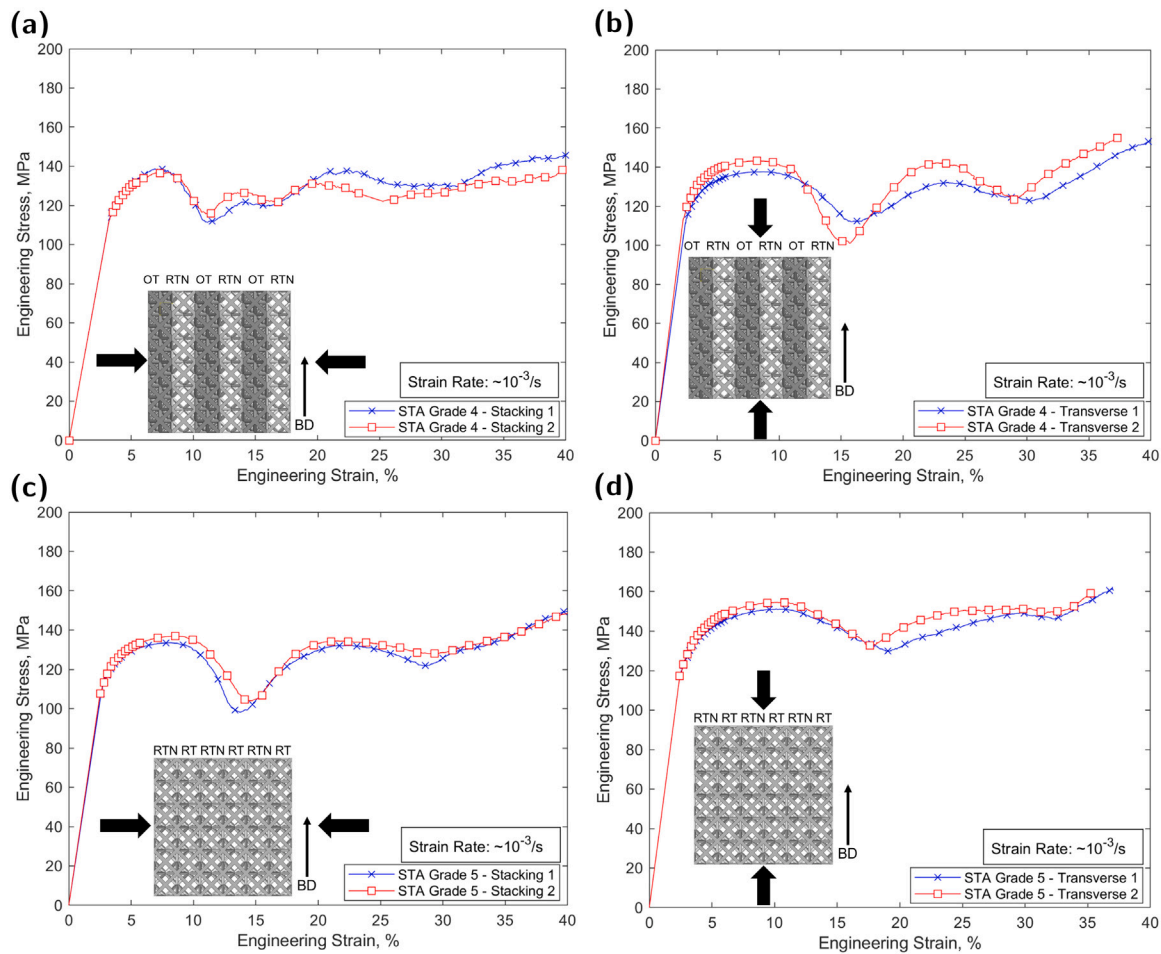 (a)
200
180
160
140
120
100
80
60
40
20
0
Engineering Stress, MPa
OT RTN OT RTN OT RTN
BD
Strain Rate: ~10⁻³/s
STA Grade 4 - Stacking 1
STA Grade 4 - Stacking 2
0 5 10 15 20 25 30 35 40
Engineering Strain, %
(b)
200
180
160
140
120
100
80
60
40
20
0
Engineering Stress, MPa
OT RTN OT RTN OT RTN
BD
Strain Rate: ~10⁻³/s
STA Grade 4 - Transverse 1
STA Grade 4 - Transverse 2
0 5 10 15 20 25 30 35 40
Engineering Strain, %
(c)
200
180
160
140
120
100
80
60
40
20
0
Engineering Stress, MPa
RTN RT RTN RT RTN RT
BD
Strain Rate: ~10⁻³/s
STA Grade 5 - Stacking 1
STA Grade 5 - Stacking 2
0 5 10 15 20 25 30 35 40
Engineering Strain, %
(d)
200
180
160
140
120
100
80
60
40
20
0
Engineering Stress, MPa
RTN RT RTN RT RTN RT
BD
Strain Rate: ~10⁻³/s
STA Grade 5 - Transverse 1
STA Grade 5 - Transverse 2
0 5 10 15 20 25 30 35 40
Engineering Strain, %